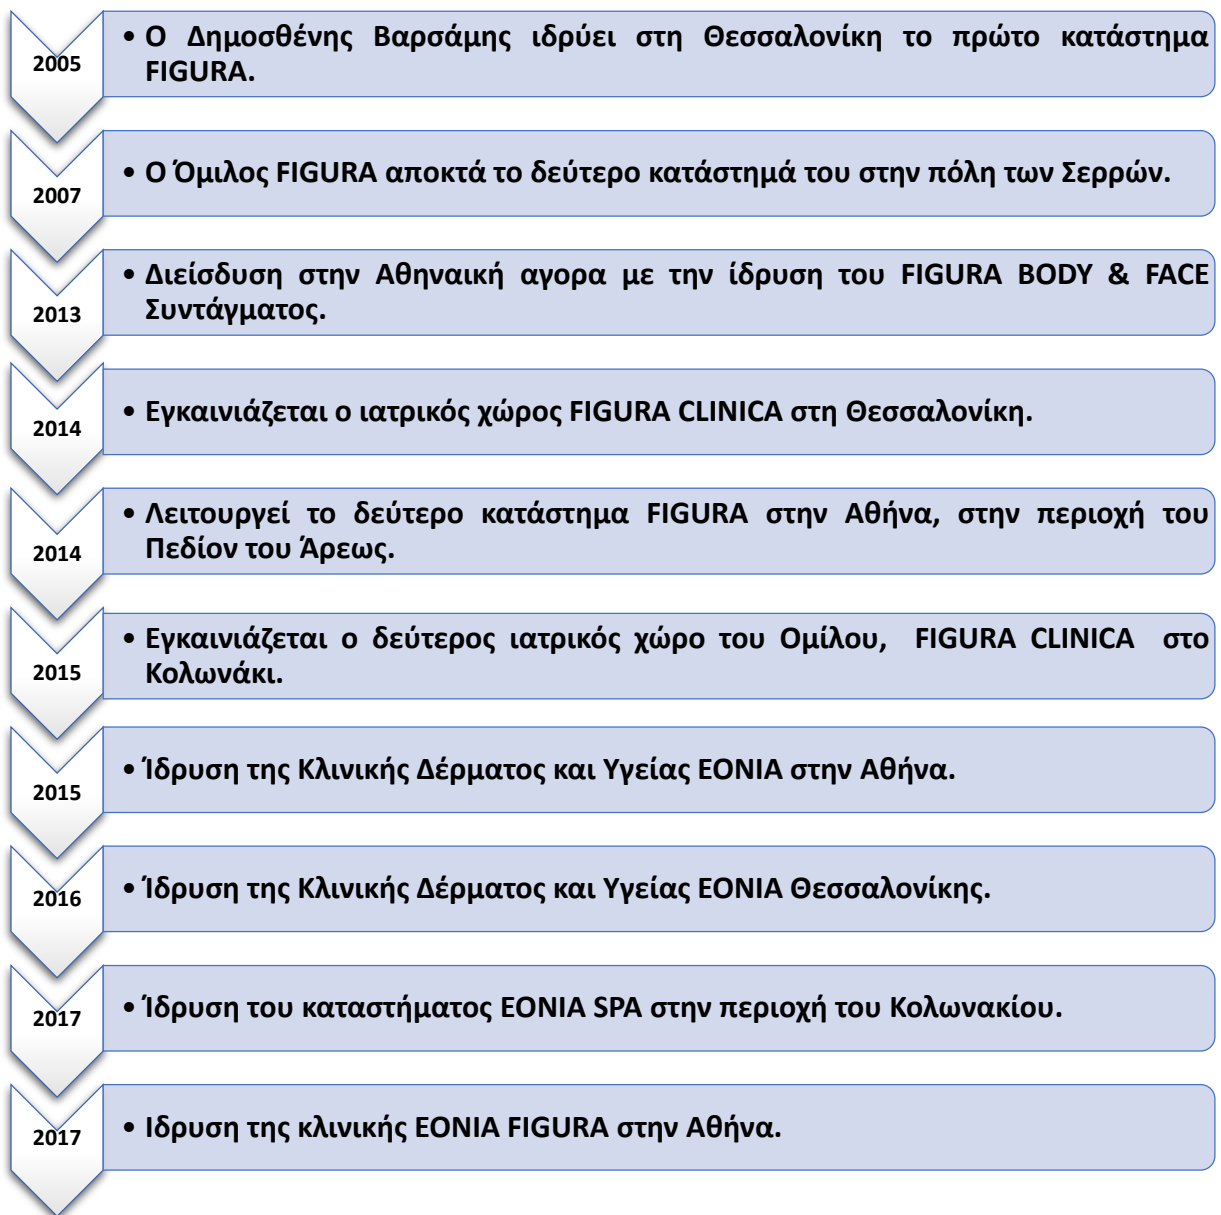 2005
• Ο Δημοσθένης Βαρσάμης ιδρύει στη Θεσσαλονίκη το πρώτο κατάστημα
FIGURA.
2007
• Ο Όμιλος FIGURA αποκτά το δεύτερο κατάστημά του στην πόλη των Σερρών.
2013
• Διείσδυση στην Αθηναική αγορα με την ίδρυση του FIGURA BODY & FACE
Συντάγματος.
2014
• Εγκαινιάζεται ο ιατρικός χώρος FIGURA CLINICA στη Θεσσαλονίκη.
2014
• Λειτουργεί το δεύτερο κατάστημα FIGURA στην Αθήνα, στην περιοχή του
Πεδίον του Άρεως.
2015
• Εγκαινιάζεται ο δεύτερος ιατρικός χώρο του Ομίλου, FIGURA CLINICA στο
Κολωνάκι.
2015
• Ίδρυση της Κλινικής Δέρματος και Υγείας EONIA στην Αθήνα.
2016
• Ίδρυση της Κλινικής Δέρματος και Υγείας EONIA Θεσσαλονίκης.
2017
• Ίδρυση του καταστήματος EONIA SPA στην περιοχή του Κολωνακίου.
2017
• Ιδρυση της κλινικής EONIA FIGURA στην Αθήνα.